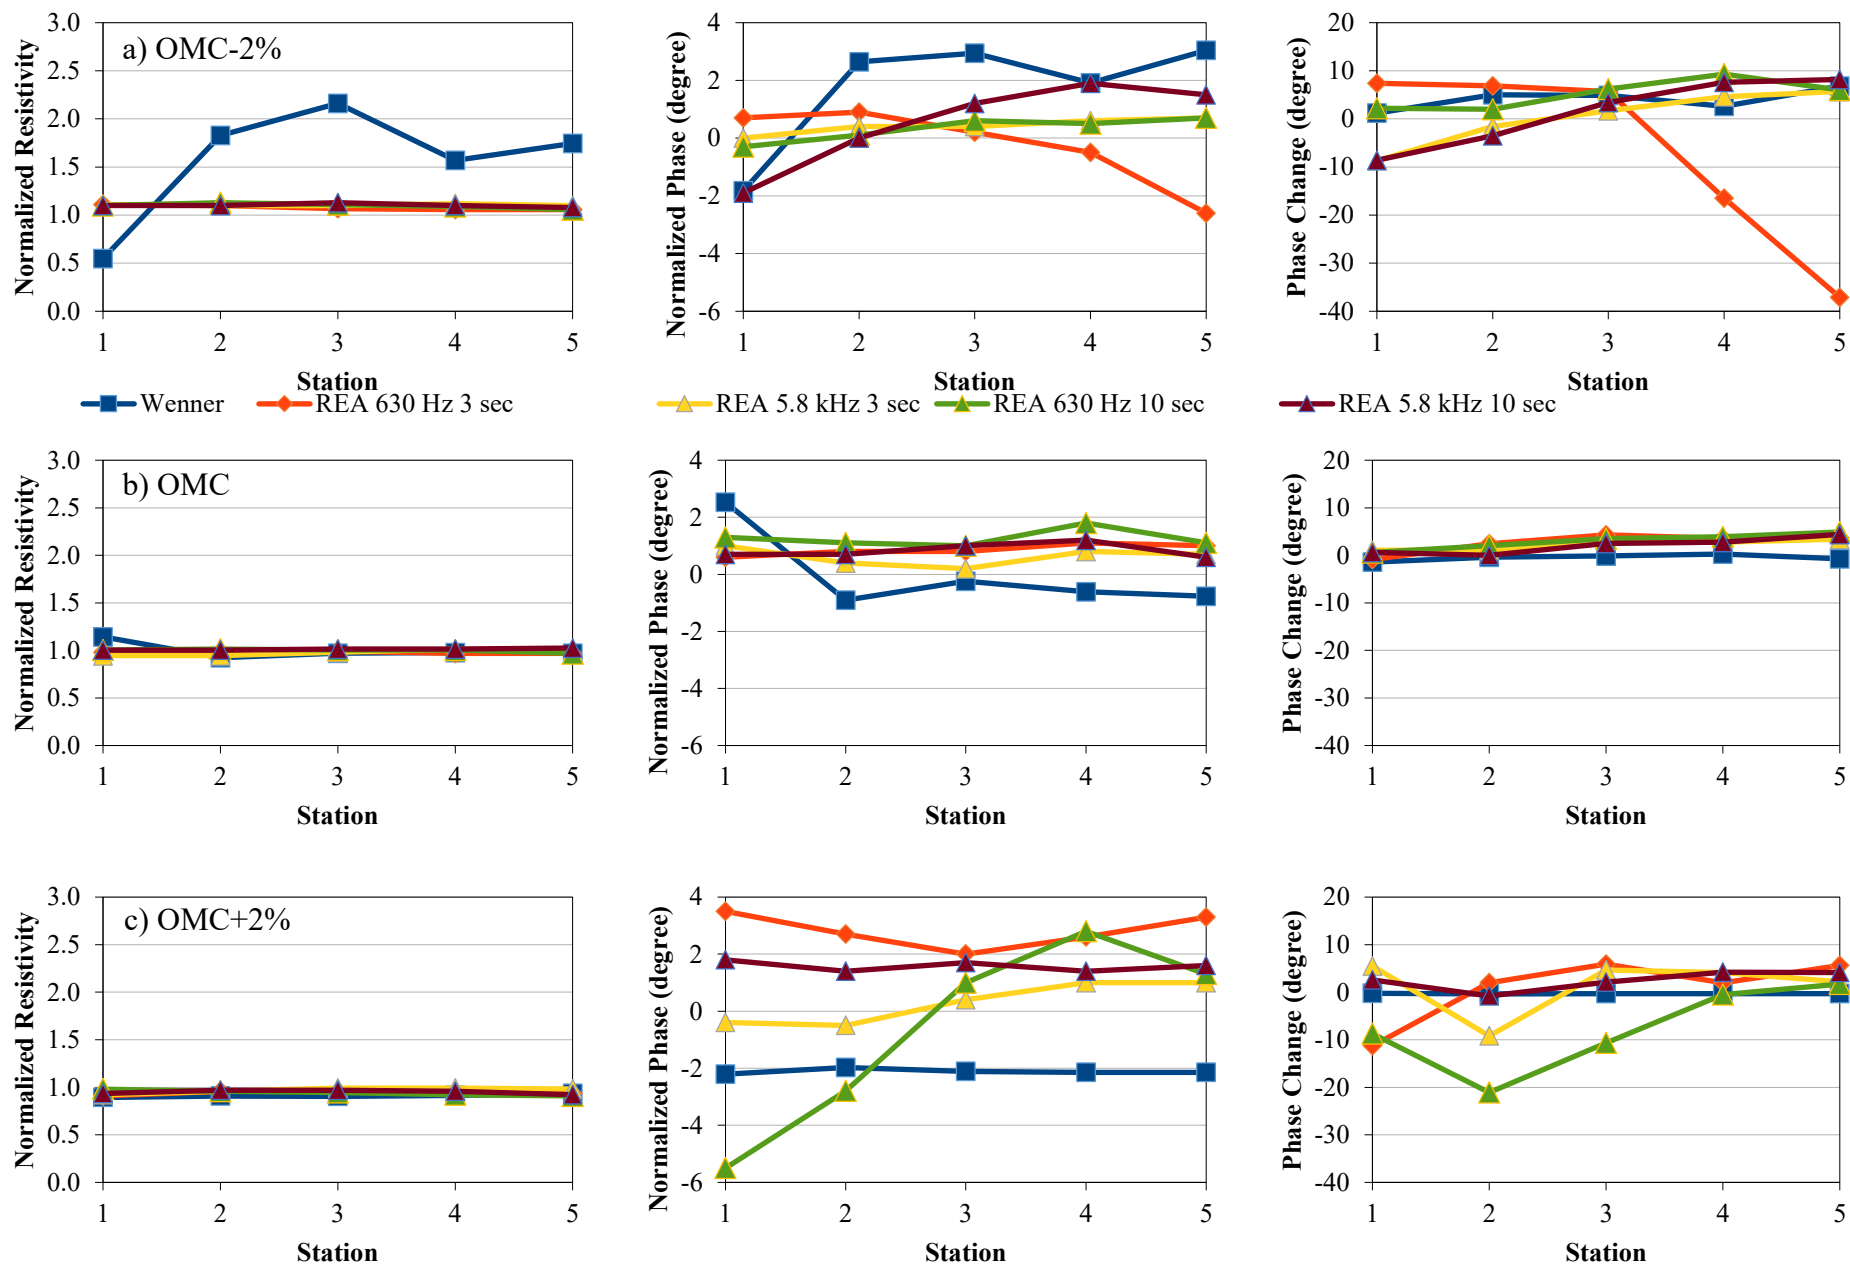 a) OMC-2%
Normalized Resistivity
3.0
2.5
2.0
1.5
1.0
0.5
0.0
1 2 3 4 5
Station
Normalized Phase (degree)
4
2
0
-2
-4
-6
1 2 3 4 5
Station
Phase Change (degree)
20
10
0
-10
-20
-30
-40
1 2 3 4 5
Station
Wenner REA 630 Hz 3 sec REA 5.8 kHz 3 sec REA 630 Hz 10 sec REA 5.8 kHz 10 sec
b) OMC
Normalized Resistivity
3.0
2.5
2.0
1.5
1.0
0.5
0.0
1 2 3 4 5
Station
Normalized Phase (degree)
4
2
0
-2
-4
-6
1 2 3 4 5
Station
Phase Change (degree)
20
10
0
-10
-20
-30
-40
1 2 3 4 5
Station
c) OMC+2%
Normalized Resistivity
3.0
2.5
2.0
1.5
1.0
0.5
0.0
1 2 3 4 5
Station
Normalized Phase (degree)
4
2
0
-2
-4
-6
1 2 3 4 5
Station
Phase Change (degree)
20
10
0
-10
-20
-30
-40
1 2 3 4 5
Station